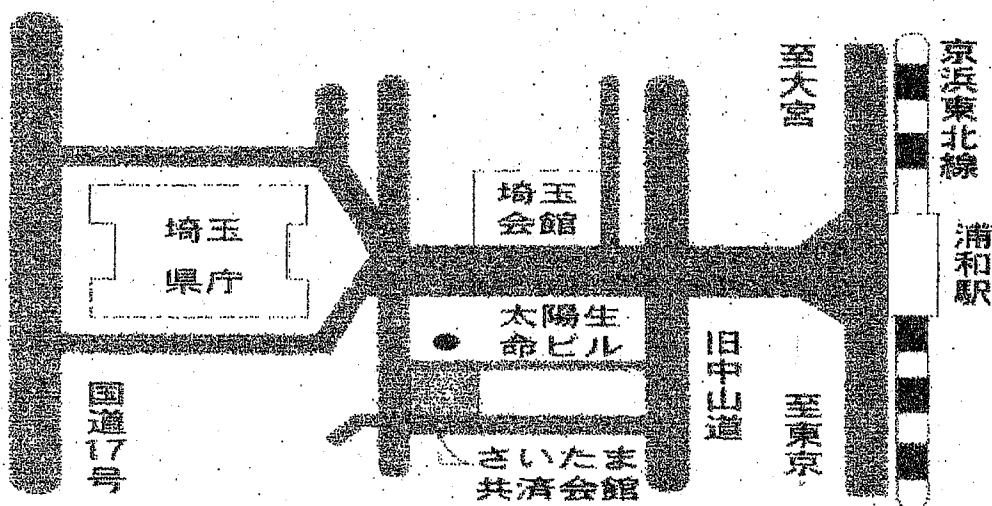 至大宮
京浜東北線
埼玉
会館
埼玉
県庁
浦和駅
太陽生
命ビル
旧中山道
国道17号
至東京
さいたま
共済会館